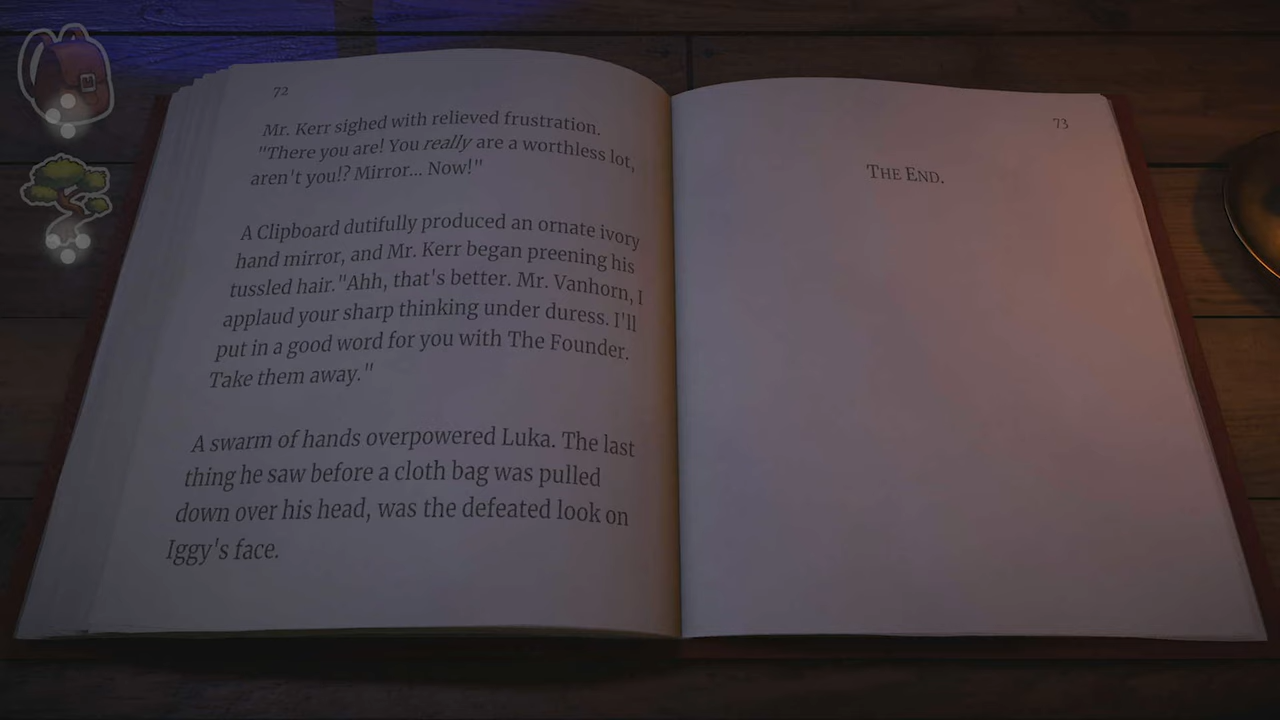 72
Mr. Kerr sighed with relieved frustration.
"There you are! You really are a worthless lot,
aren't you!? Mirror... Now!"
A Clipboard dutifully produced an ornate ivory
hand mirror, and Mr. Kerr began preening his
tussled hair."Ahh, that's better. Mr. Vanhorn, I
applaud your sharp thinking under duress. I'll
put in a good word for you with The Founder.
Take them away."
A swarm of hands overpowered Luka. The last
thing he saw before a cloth bag was pulled
down over his head, was the defeated look on
Iggy's face.
73
THE END.